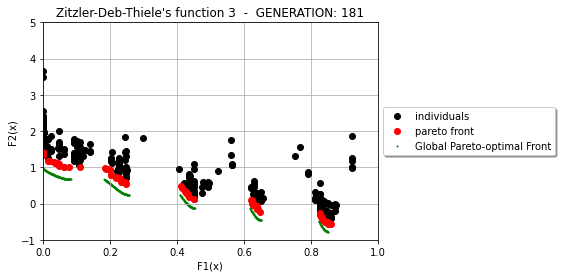 Zitzler-Deb-Thiele's function 3 - GENERATION: 181
5
4
3
2
1
0
−1
F2(x)
0.0 0.2 0.4 0.6 0.8 1.0
F1(x)
individuals
pareto front
Global Pareto-optimal Front